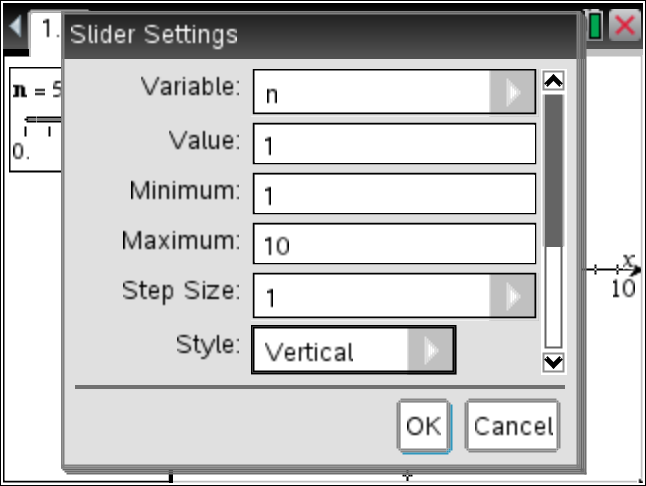 1.
Slider Settings
n = 5
0.
Variable: n
Value: 1
Minimum: 1
Maximum: 10
Step Size: 1
Style: Vertical
x
10
OK Cancel